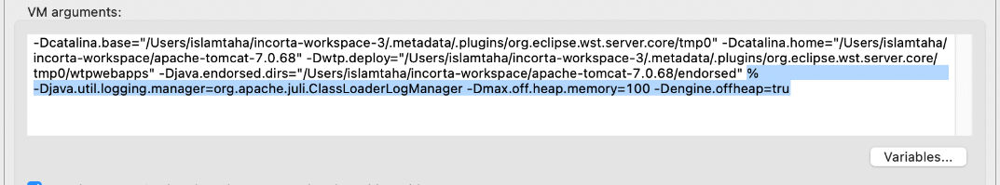 VM arguments:
-Dcatalina.base="/Users/islamtaha/incorta-workspace-3/.metadata/.plugins/org.eclipse.wst.server.core/tmp0" -Dcatalina.home="/Users/islamtaha/
incorta-workspace/apache-tomcat-7.0.68" -Dwtp.deploy="/Users/islamtaha/incorta-workspace-3/.metadata/.plugins/org.eclipse.wst.server.core/
tmp0/wtpwebapps" -Djava.endorsed.dirs="/Users/islamtaha/incorta-workspace/apache-tomcat-7.0.68/endorsed" %
-Djava.util.logging.manager=org.apache.juli.ClassLoaderLogManager -Dmax.off.heap.memory=100 -Dengine.offheap=tru
Variables...